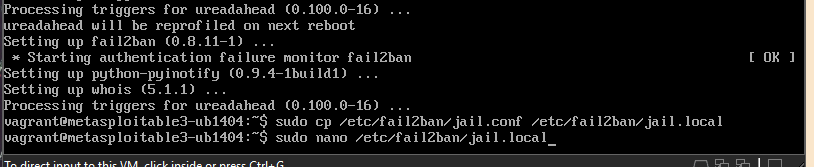 Processing triggers for ureadahead (0.100.0-16) ...
ureadahead will be reprofiled on next reboot
Setting up fail2ban (0.8.11-1) ...
 * Starting authentication failure monitor fail2ban [ OK ]
Setting up python-pyinotify (0.9.4-1build1) ...
Setting up whois (5.1.1) ...
Processing triggers for ureadahead (0.100.0-16) ...
vagrant@metasploitable3-ub1404:~$ sudo cp /etc/fail2ban/jail.conf /etc/fail2ban/jail.local
vagrant@metasploitable3-ub1404:~$ sudo nano /etc/fail2ban/jail.local_
To direct input to this VM, click inside or press Ctrl+G.